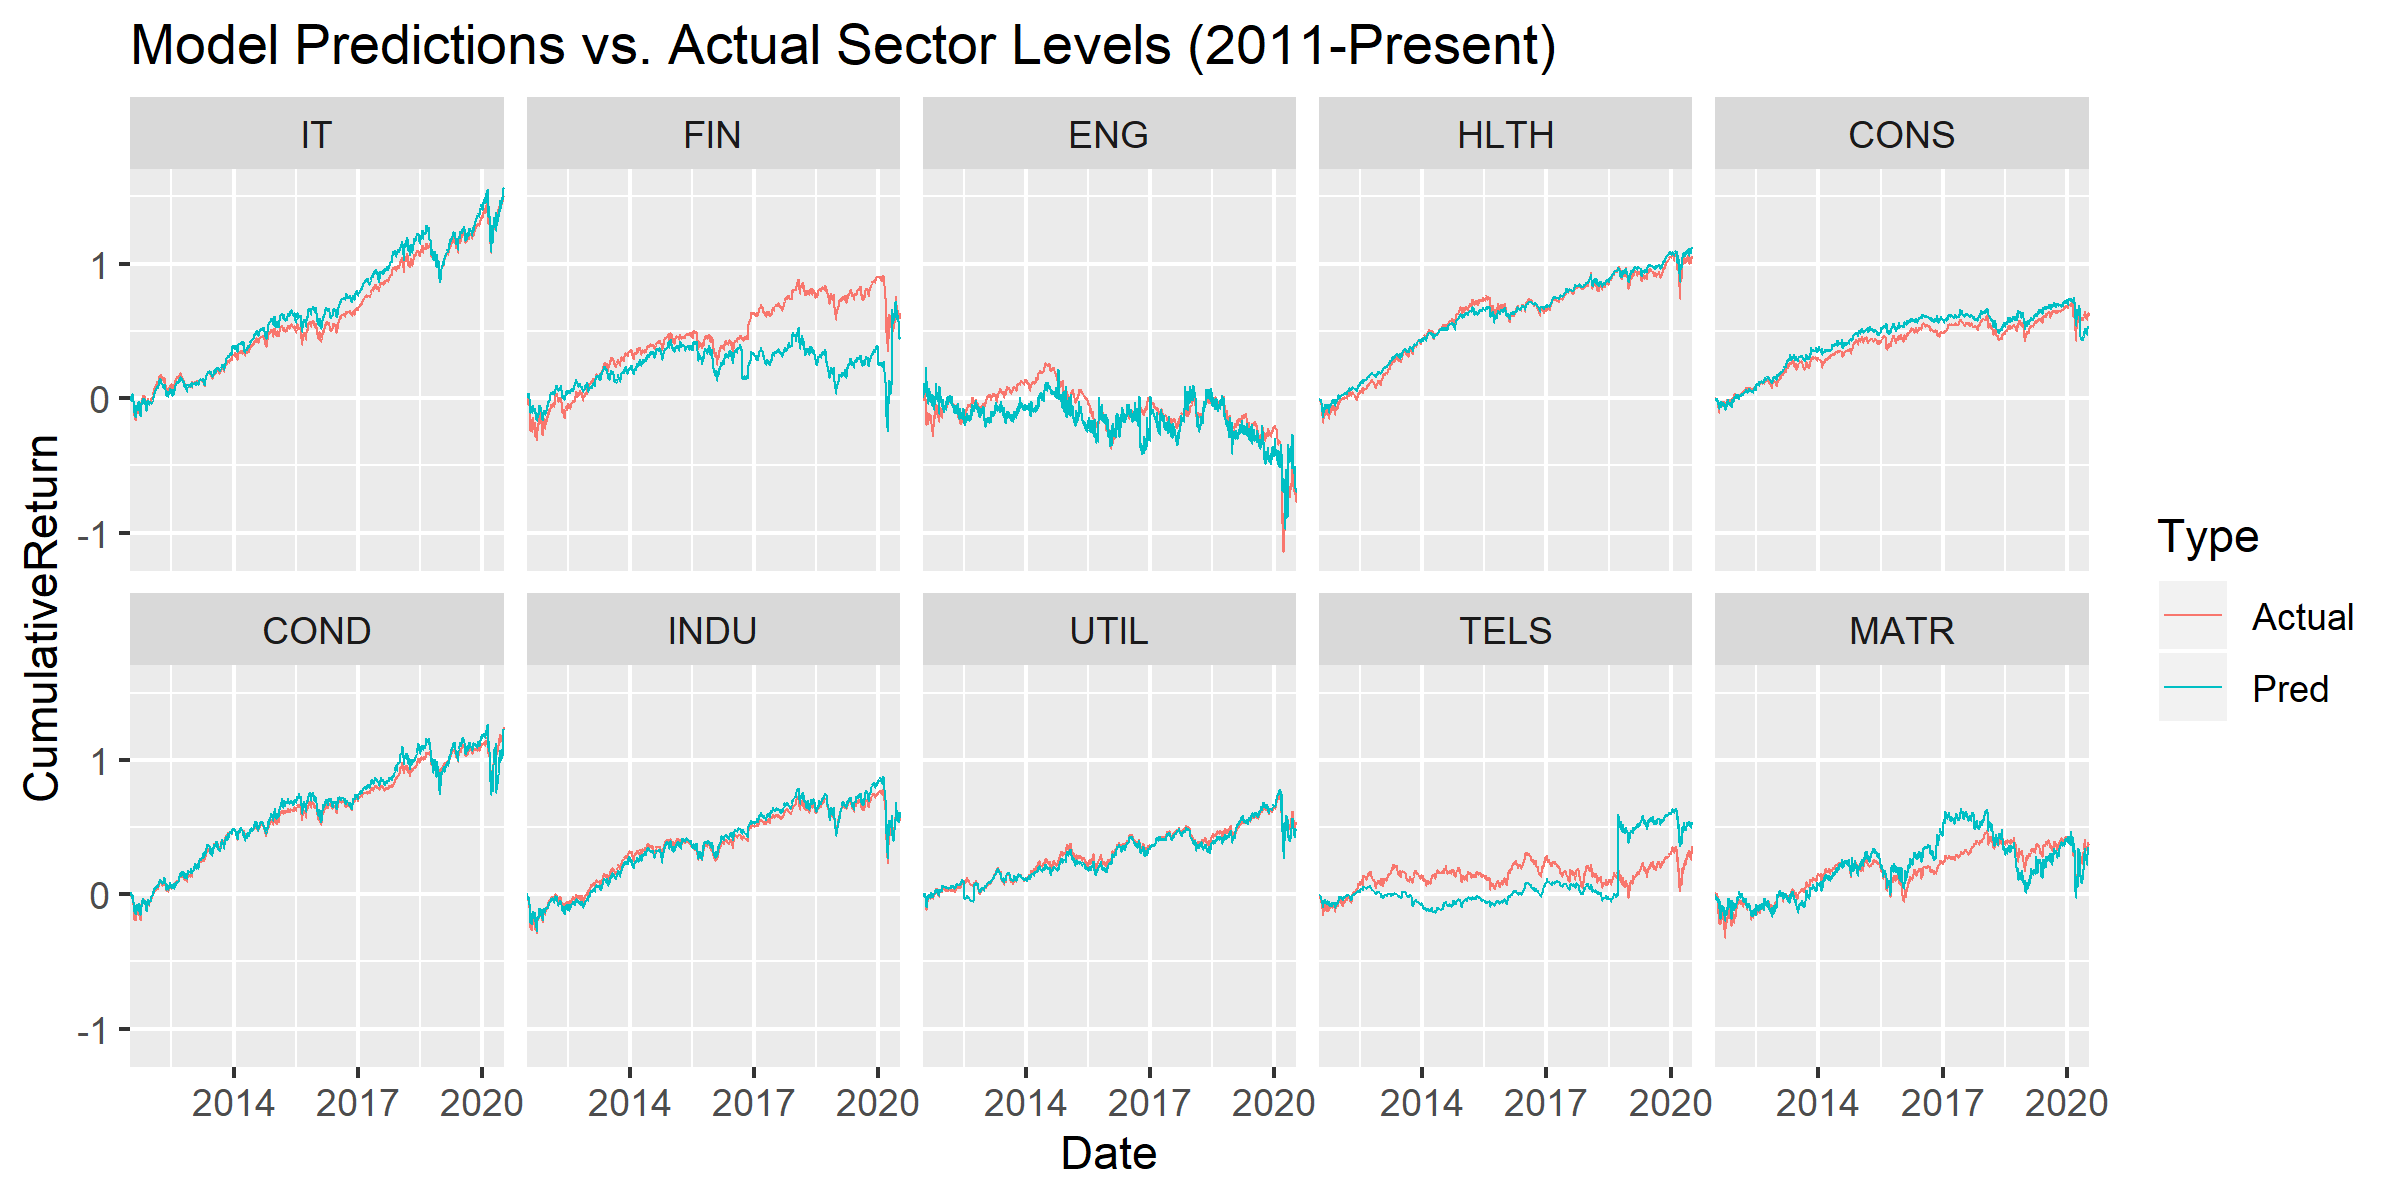 Model Predictions vs. Actual Sector Levels (2011-Present)
IT FIN ENG HLTH CONS
1
0
-1
COND INDU UTIL TELS MATR
1
0
-1
2014 2017 2020 2014 2017 2020 2014 2017 2020 2014 2017 2020 2014 2017 2020
Date
CumulativeReturn
Type
Actual
Pred